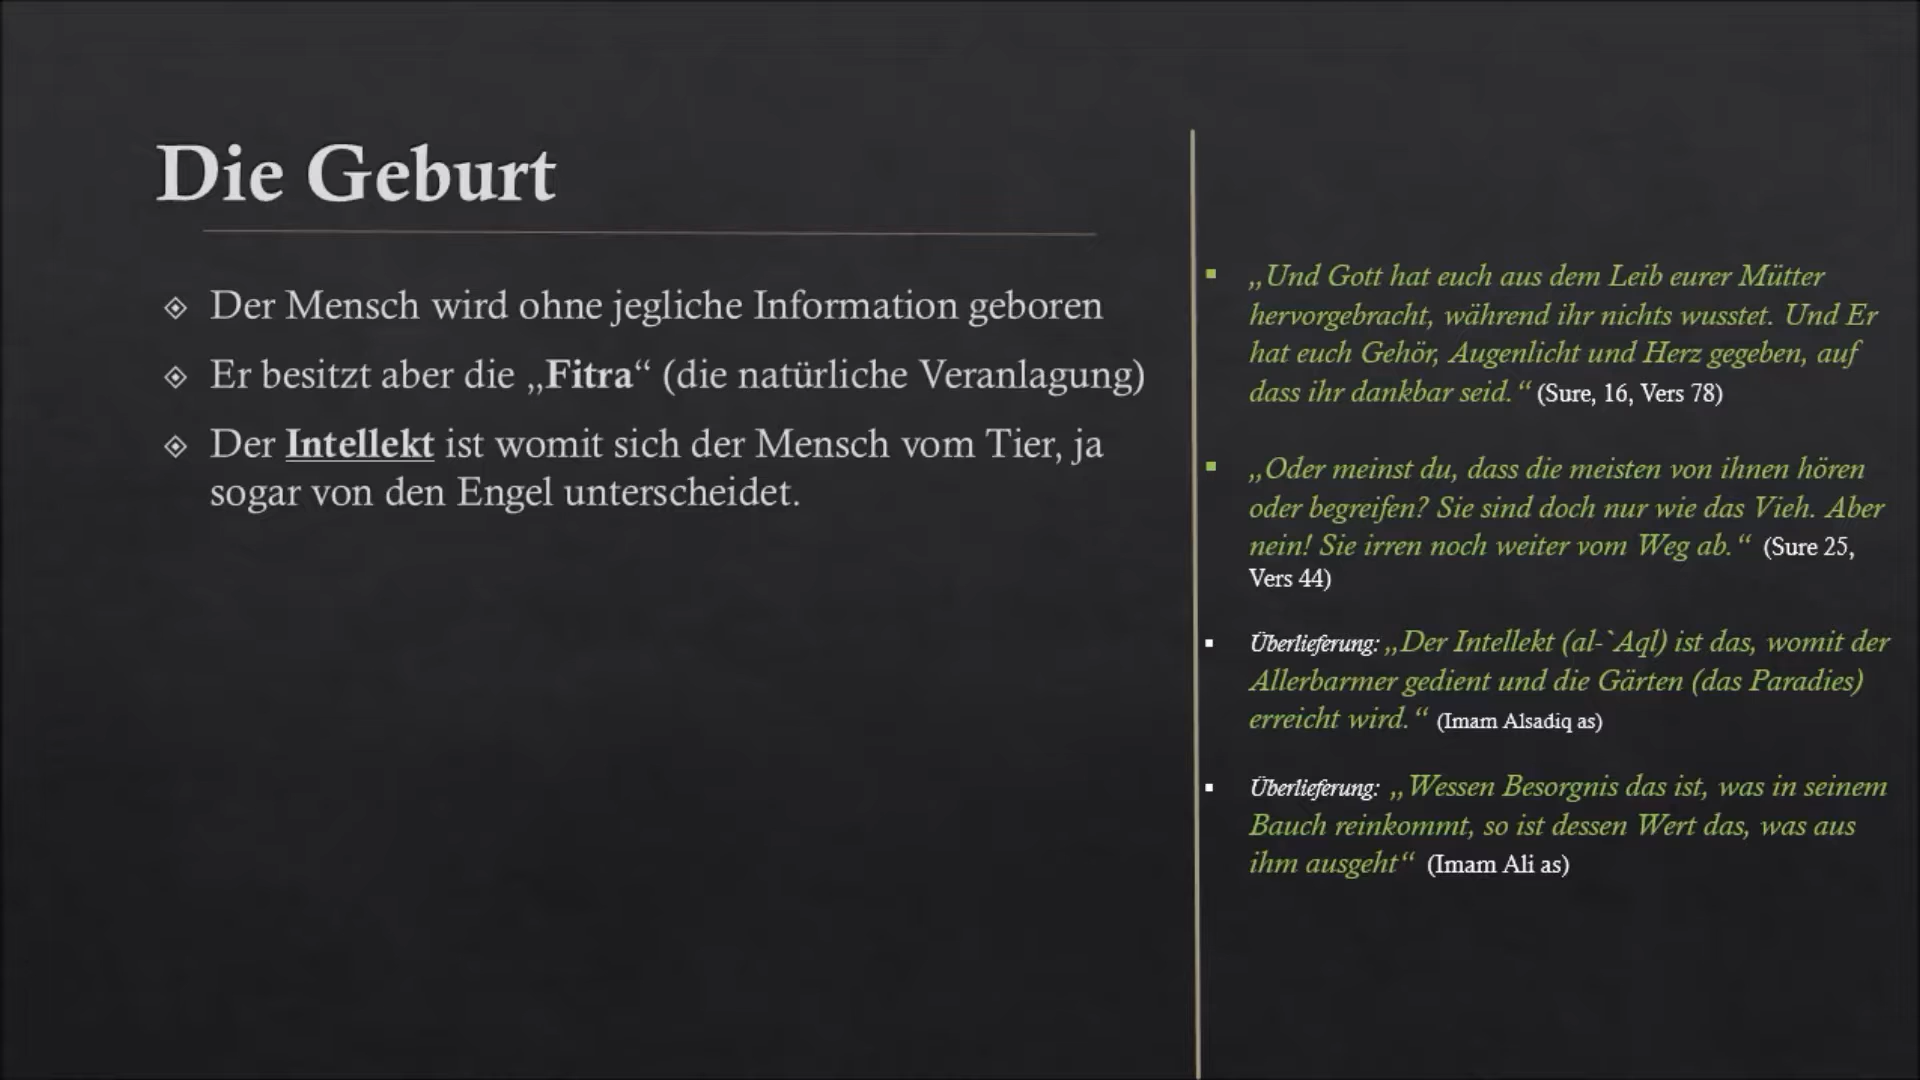 Die Geburt
Der Mensch wird ohne jegliche Information geboren
Er besitzt aber die „Fitra“ (die natürliche Veranlagung)
Der Intellekt ist womit sich der Mensch vom Tier, ja
sogar von den Engel unterscheidet.
„Und Gott hat euch aus dem Leib eurer Mütter
hervorgebracht, während ihr nichts wusstet. Und Er
hat euch Gehör, Augenlicht und Herz gegeben, auf
dass ihr dankbar seid.“ (Sure, 16, Vers 78)
„Oder meinst du, dass die meisten von ihnen hören
oder begreifen? Sie sind doch nur wie das Vieh. Aber
nein! Sie irren noch weiter vom Weg ab.“ (Sure 25,
Vers 44)
Überlieferung: „Der Intellekt (al-`Aql) ist das, womit der
Allerbarmer gedient und die Gärten (das Paradies)
erreicht wird.“ (Imam Alsadiq as)
Überlieferung: „Wessen Besorgnis das ist, was in seinem
Bauch reinkommt, so ist dessen Wert das, was aus
ihm ausgeht“ (Imam Ali as)